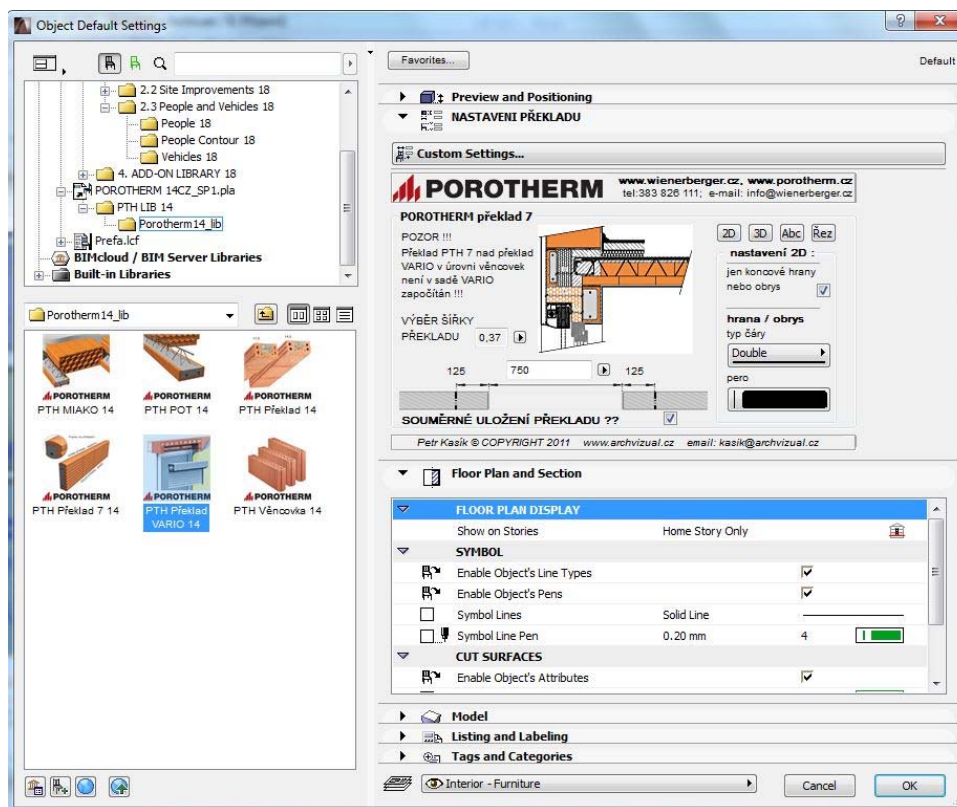 Object Default Settings
2.2 Site Improvements 18
2.3 People and Vehicles 18
People 18
People Contour 18
Vehicles 18
4. ADD-ON LIBRARY 18
POROTHERM 14CZ_SP1.pla
PTH LIB 14
Porotherm14_lib
Prefa.lcf
BIMcloud / BIM Server Libraries
Built-in Libraries
Porotherm14_lib
POROTHERM
PTH MIAKO 14
POROTHERM
PTH POT 14
POROTHERM
PTH Překlad 14
POROTHERM
PTH Překlad 7 14
POROTHERM
PTH Překlad
VARIO 14
POROTHERM
PTH Věncovka 14
Favorites...
Default
Preview and Positioning
NASTAVENI PŘEKLADU
Custom Settings...
POROTHERM
www.wienerberger.cz, www.porotherm.cz
tel:383 826 111; e-mail: info@wienerberger.cz
POROTHERM překlad 7
POZOR !!!
Překlad PTH 7 nad překlad
VARIO v úrovni věncovek
není v sadě VARIO
započítán !!!
VÝBĚR ŠÍŘKY
PŘEKLADU 0,37
125 750 125
SOUMĚRNÉ ULOŽENÍ PŘEKLADU ??
2D 3D Abc Řez
nastavení 2D :
jen koncové hrany
nebo obrys
hrana / obrys
typ čáry
Double
pero
Petr Kasík © COPYRIGHT 2011 www.archvizual.cz email: kasik@archvizual.cz
Floor Plan and Section
FLOOR PLAN DISPLAY
Show on Stories Home Story Only
SYMBOL
Enable Object's Line Types
Enable Object's Pens
Symbol Lines Solid Line
Symbol Line Pen 0.20 mm 4
CUT SURFACES
Enable Object's Attributes
Model
Listing and Labeling
Tags and Categories
Interior - Furniture
Cancel
OK